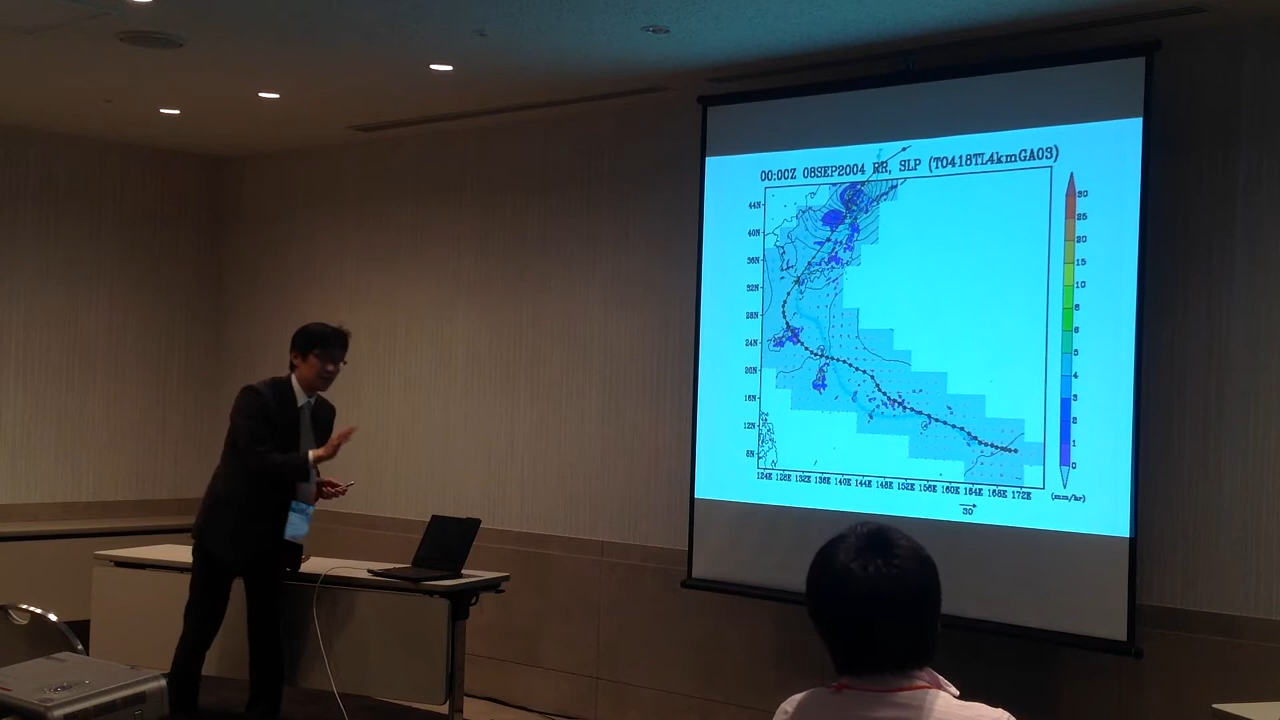 00:00Z 08SEP2004 RR, SLP (T0418TL4kmGA03)
44N
40N
36N
32N
28N
24N
20N
16N
12N
8N
124E 128E 132E 136E 140E 144E 148E 152E 156E 160E 164E 168E 172E
30
30
25
20
15
10
8
6
5
4
3
2
1
0
(mm/hr)